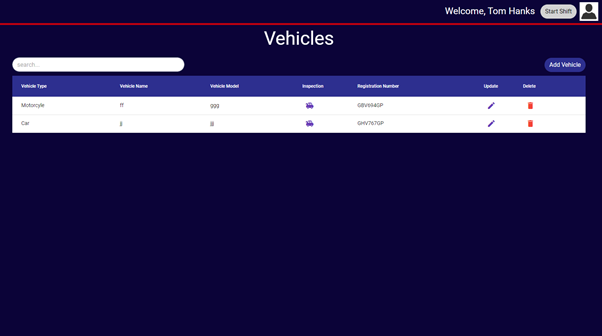 Welcome, Tom Hanks Start Shift
Vehicles
search...
Add Vehicle
Vehicle Type Vehicle Name Vehicle Model Inspection Registration Number Update Delete
Motorcyle ff ggg GBV694GP
Car jj jjj GHV767GP